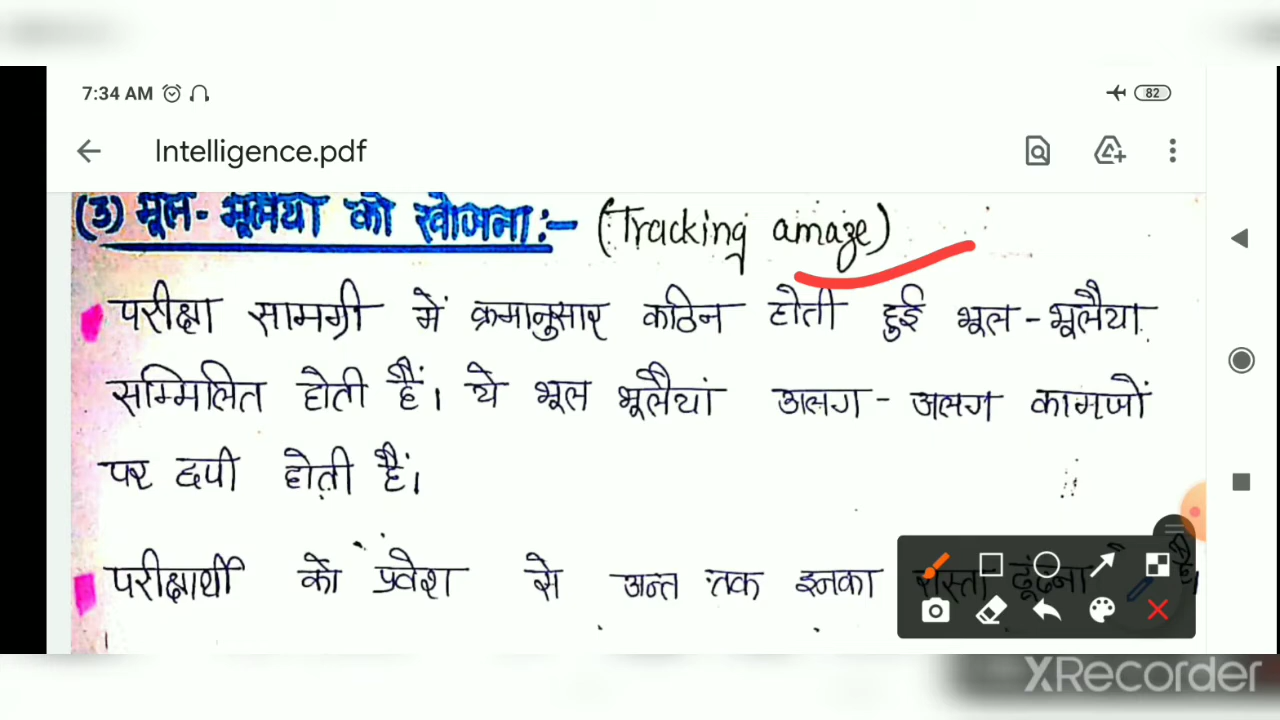 7:34 AM 82
Intelligence.pdf
(3) भूल-भूलैया को खोजना:- (Tracking amaze)
परीक्षा सामग्री में क्रमानुसार कठिन होती हुई भूल-भूलैया
सम्मिलित होती हैं। ये भूल भूलैयां अलग-अलग कागजों
पर छपी होती हैं।
परीक्षार्थी को प्रवेश से अन्त तक इनका रास्ता ढूंढना
XRecorder